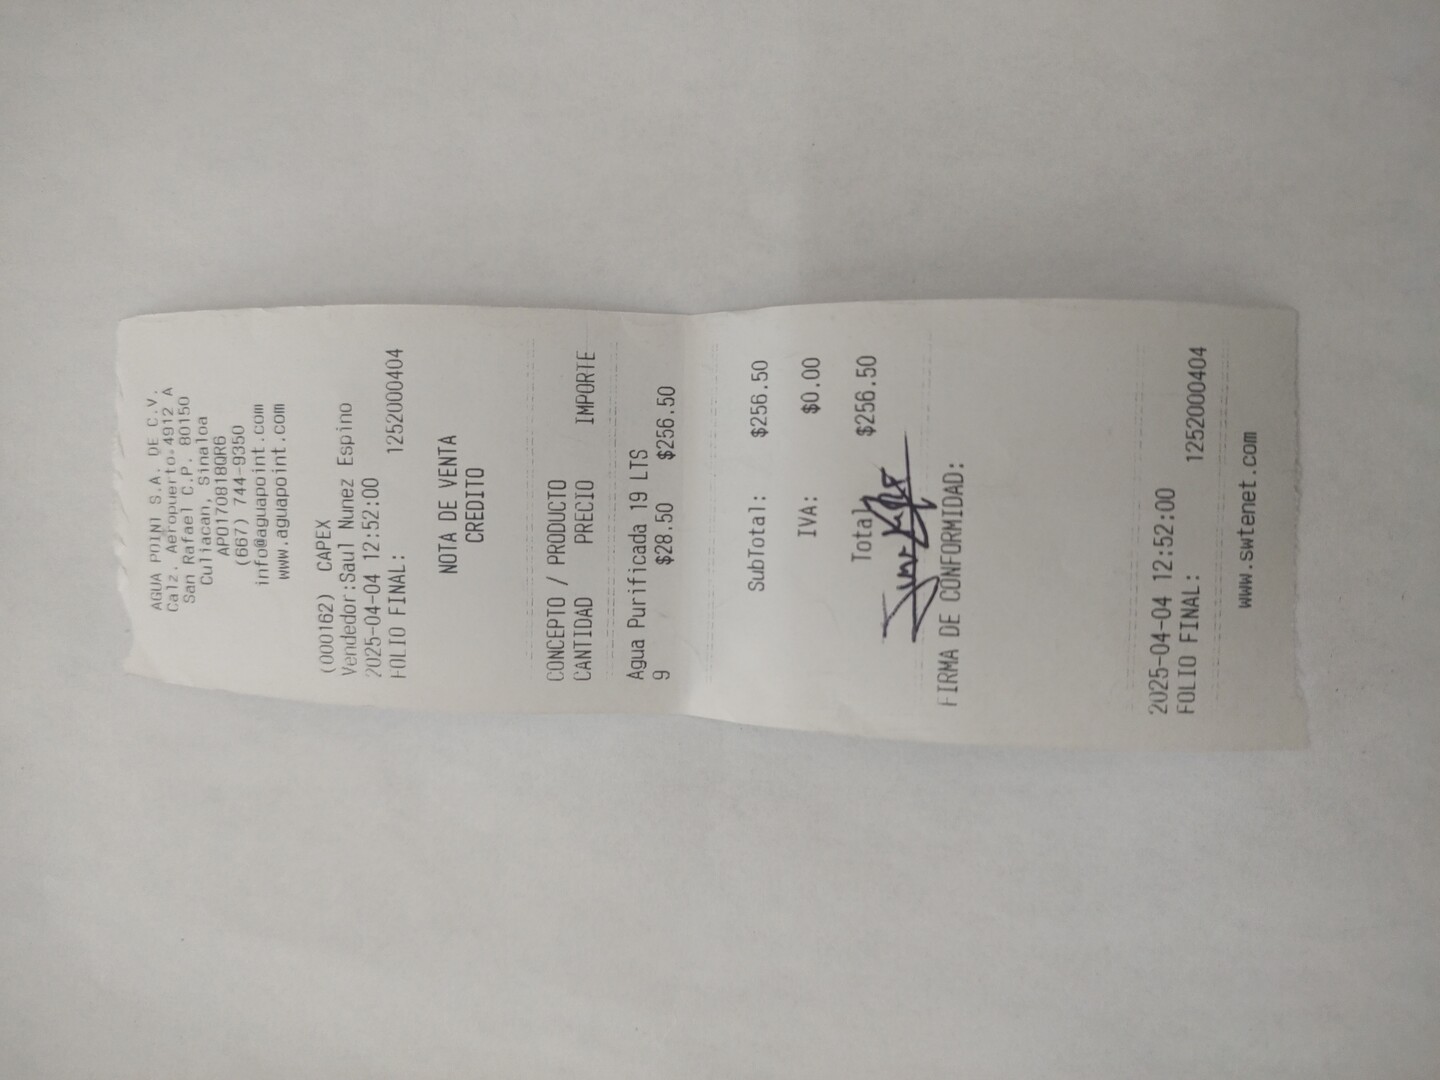 AGUA POINT S.A. DE C.V.
Calz. Aeropuerto 4912 A
San Rafael C.P. 80150
Culiacan, Sinaloa
APO170818QR6
(667) 744-9350
info@aguapoint.com
www.aguapoint.com
(000162) CAPEX
Vendedor:Saul Nunez Espino
2025-04-04 12:52:00
FOLIO FINAL: 1252000404
NOTA DE VENTA
CREDITO
CONCEPTO / PRODUCTO
CANTIDAD PRECIO IMPORTE
Agua Purificada 19 LTS
9 $28.50 $256.50
SubTotal: $256.50
IVA: $0.00
Total $256.50
FIRMA DE CONFORMIDAD:
2025-04-04 12:52:00
FOLIO FINAL: 1252000404
www.swtenet.com